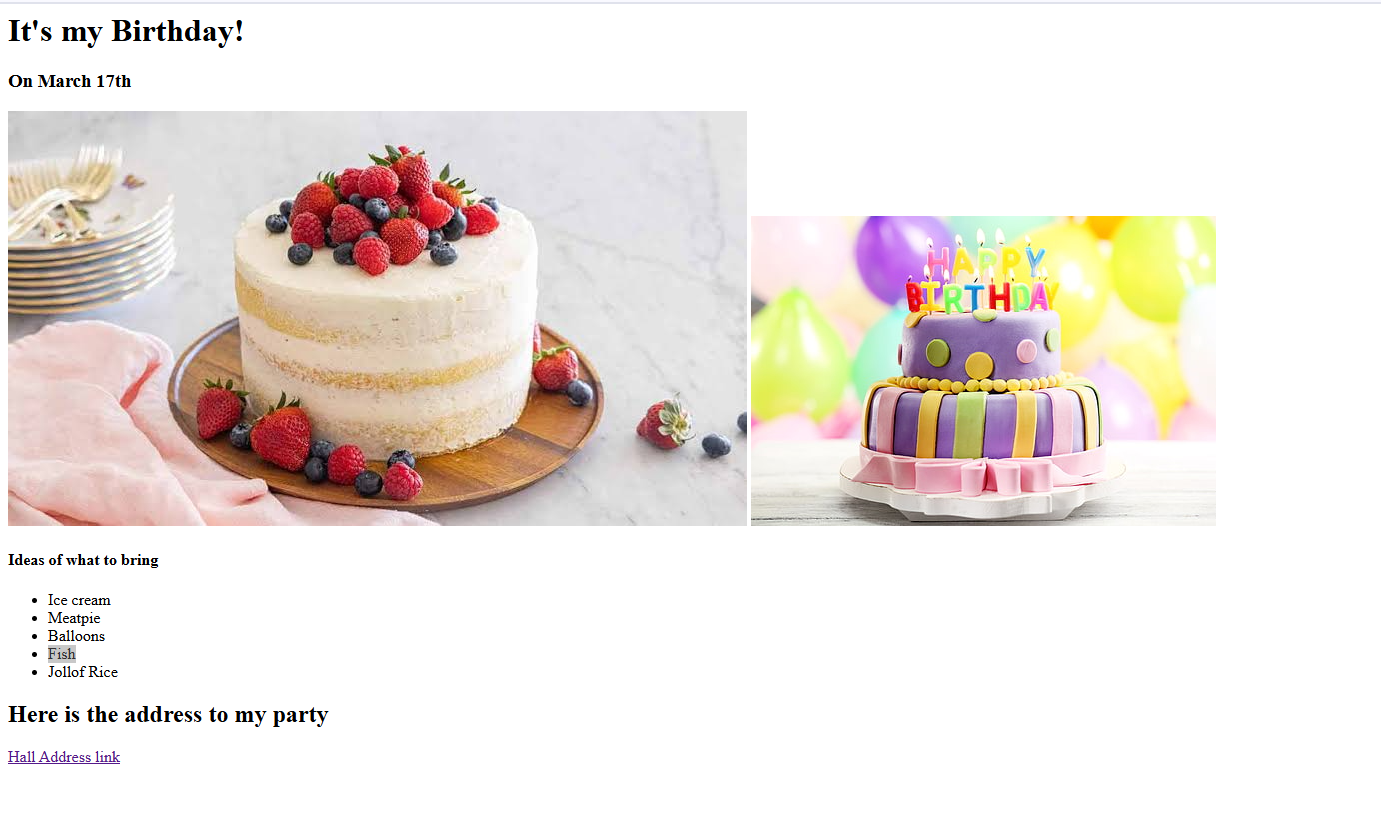 It's my Birthday!
On March 17th
HAPPY
BIRTHDAY
Ideas of what to bring
Ice cream
Meatpie
Balloons
Fish
Jollof Rice
Here is the address to my party
Hall Address link